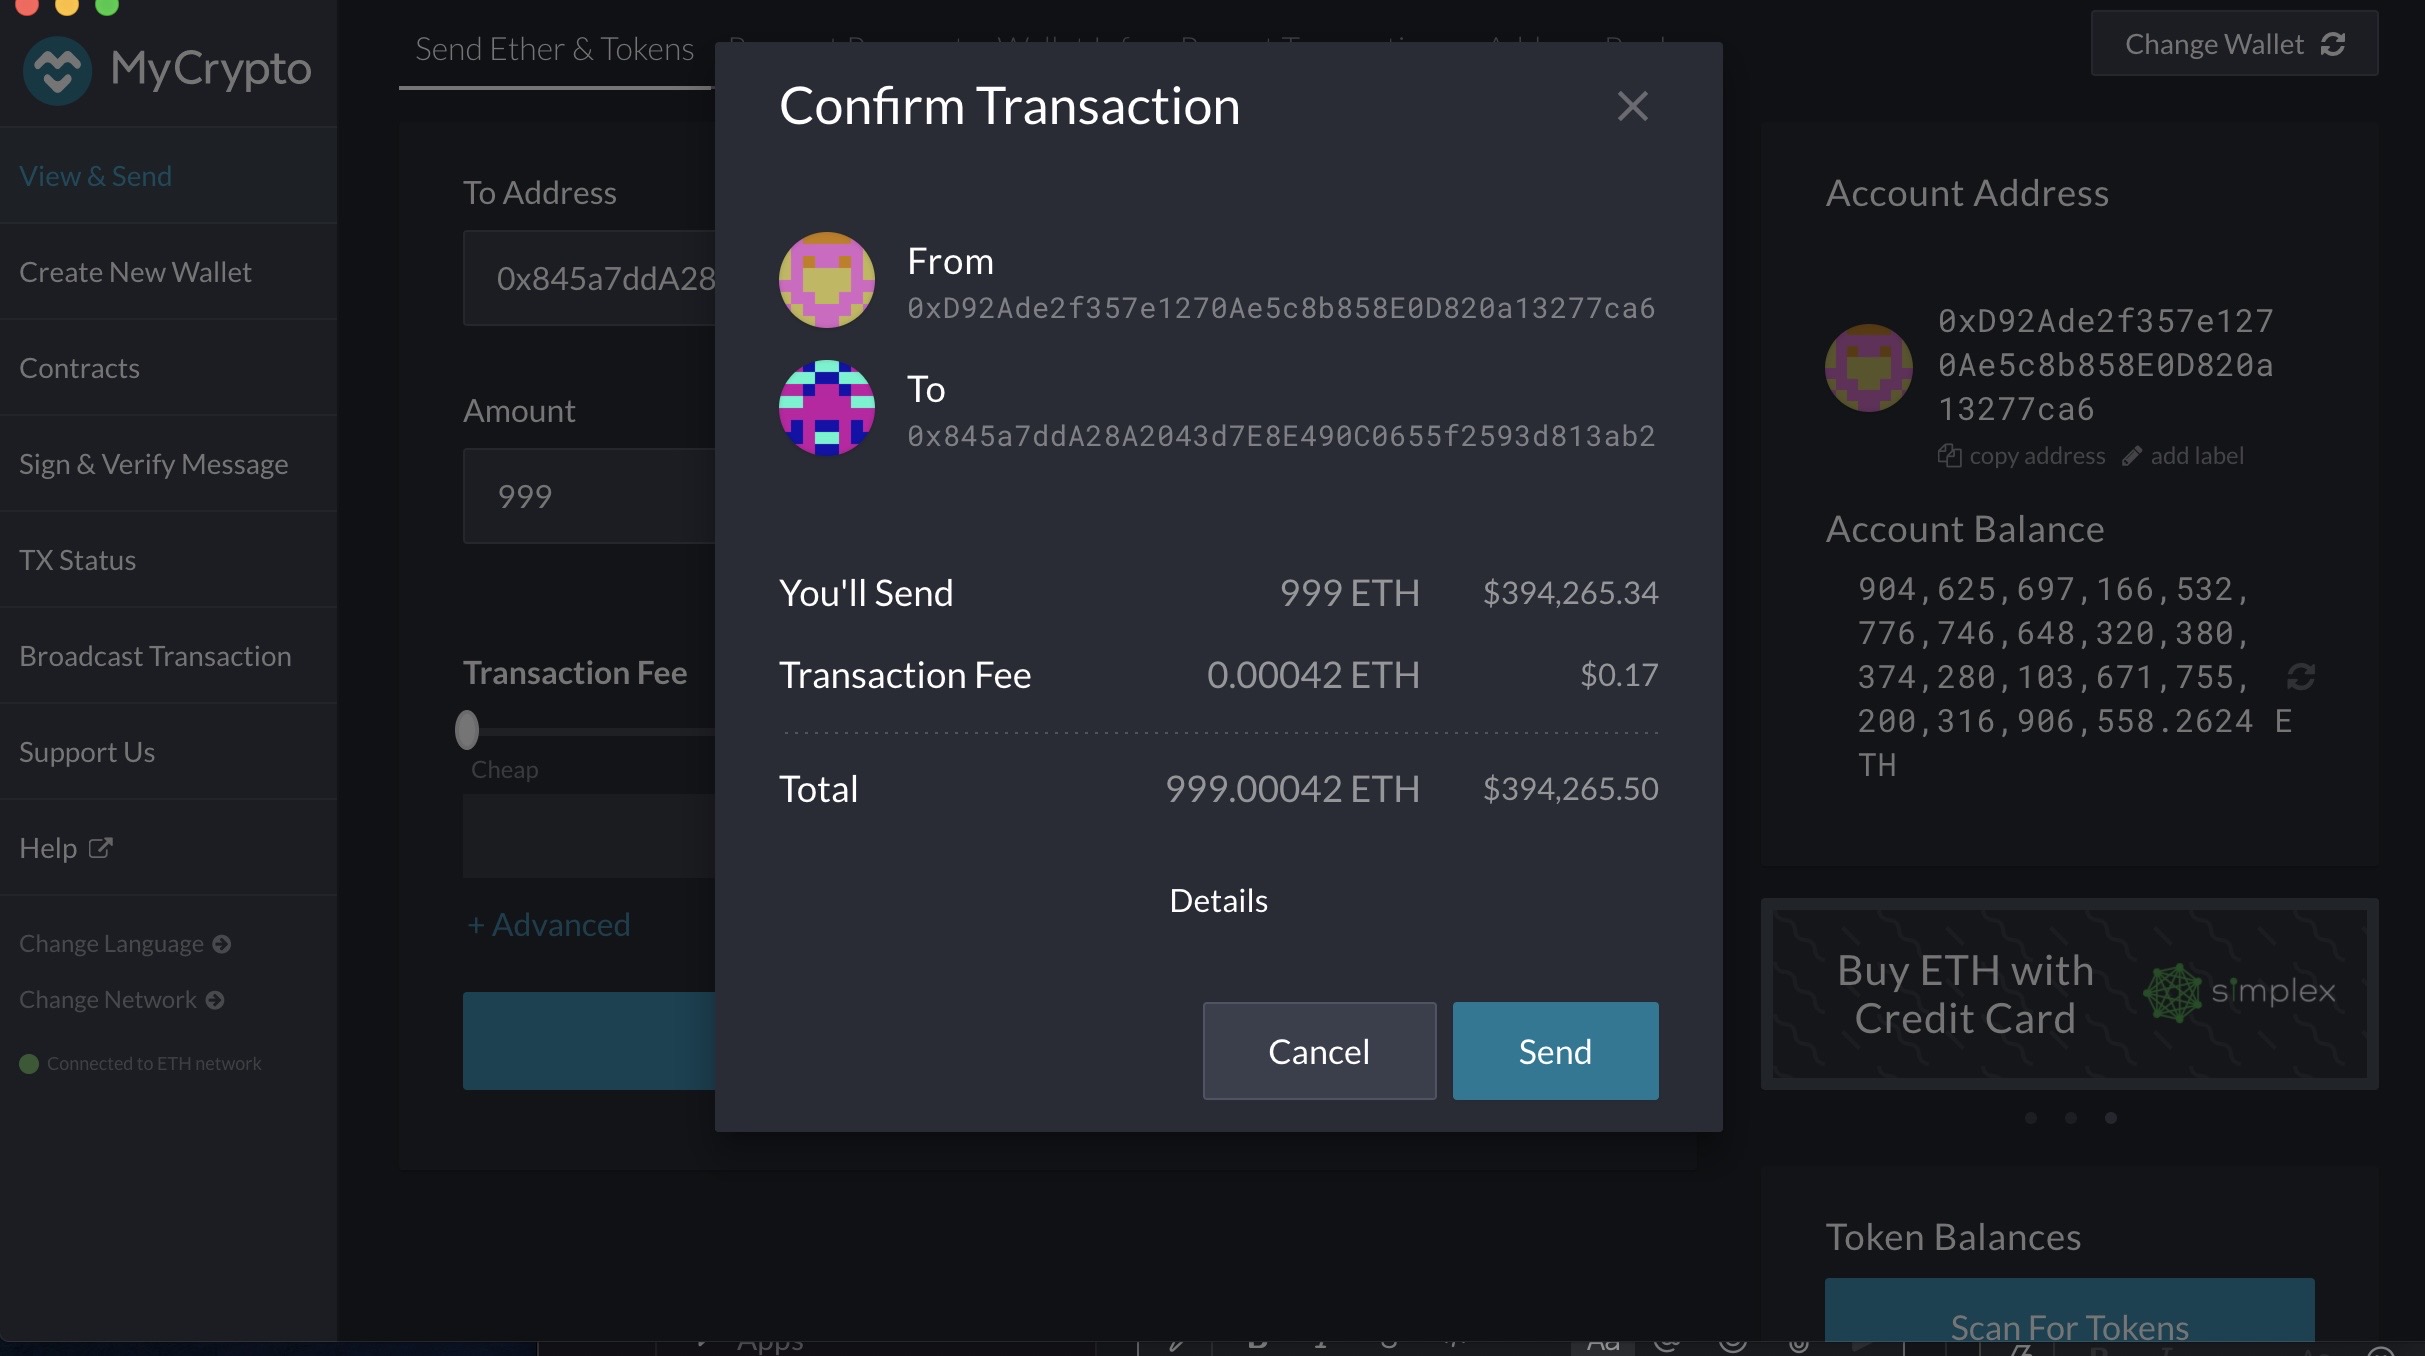 MyCrypto
View & Send
Create New Wallet
Contracts
Sign & Verify Message
TX Status
Broadcast Transaction
Support Us
Help
Change Language
Change Network
Connected to ETH network
Send Ether & Tokens
Change Wallet
To Address
0x845a7ddA28
Amount
999
Transaction Fee
Cheap
+ Advanced
Confirm Transaction
From
0xD92Ade2f357e1270Ae5c8b858E0D820a13277ca6
To
0x845a7ddA28A2043d7E8E490C0655f2593d813ab2
You'll Send 999 ETH $394,265.34
Transaction Fee 0.00042 ETH $0.17
Total 999.00042 ETH $394,265.50
Details
Cancel
Send
Account Address
0xD92Ade2f357e127
0Ae5c8b858E0D820a
13277ca6
copy address add label
Account Balance
904,625,697,166,532,
776,746,648,320,380,
374,280,103,671,755,
200,316,906,558.2624 E
TH
Buy ETH with
Credit Card
simplex
Token Balances
Scan For Tokens
Apps
Aa